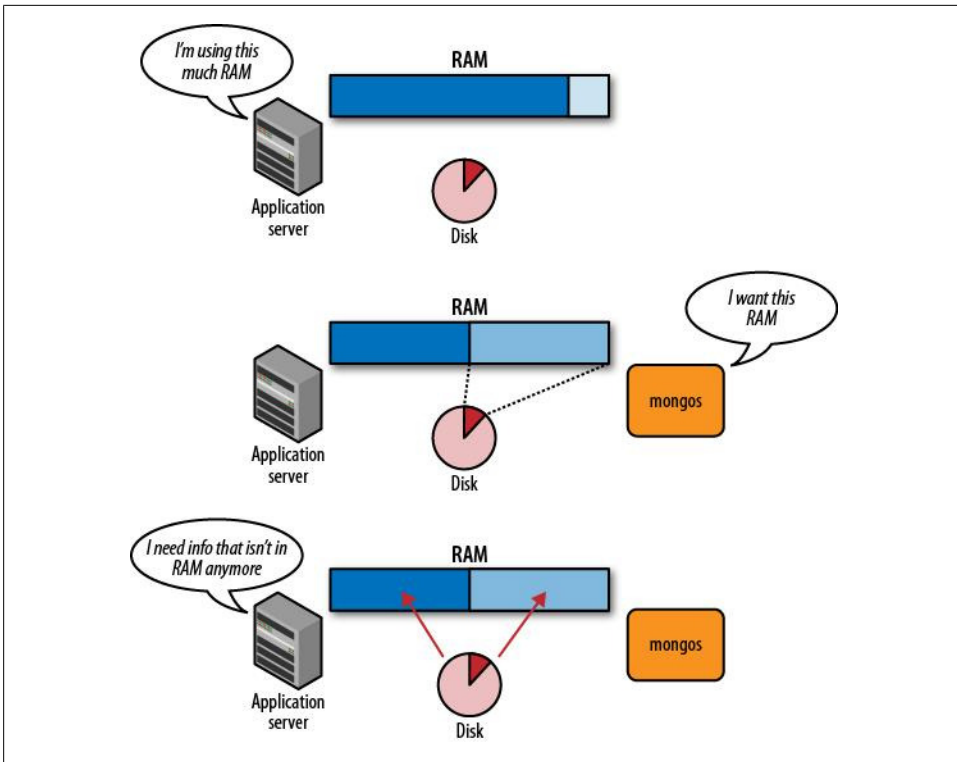 I'm using this
much RAM
RAM
Application
server
Disk
RAM
I want this
RAM
mongos
Application
server
Disk
I need info that isn't in
RAM anymore
RAM
mongos
Application
server
Disk